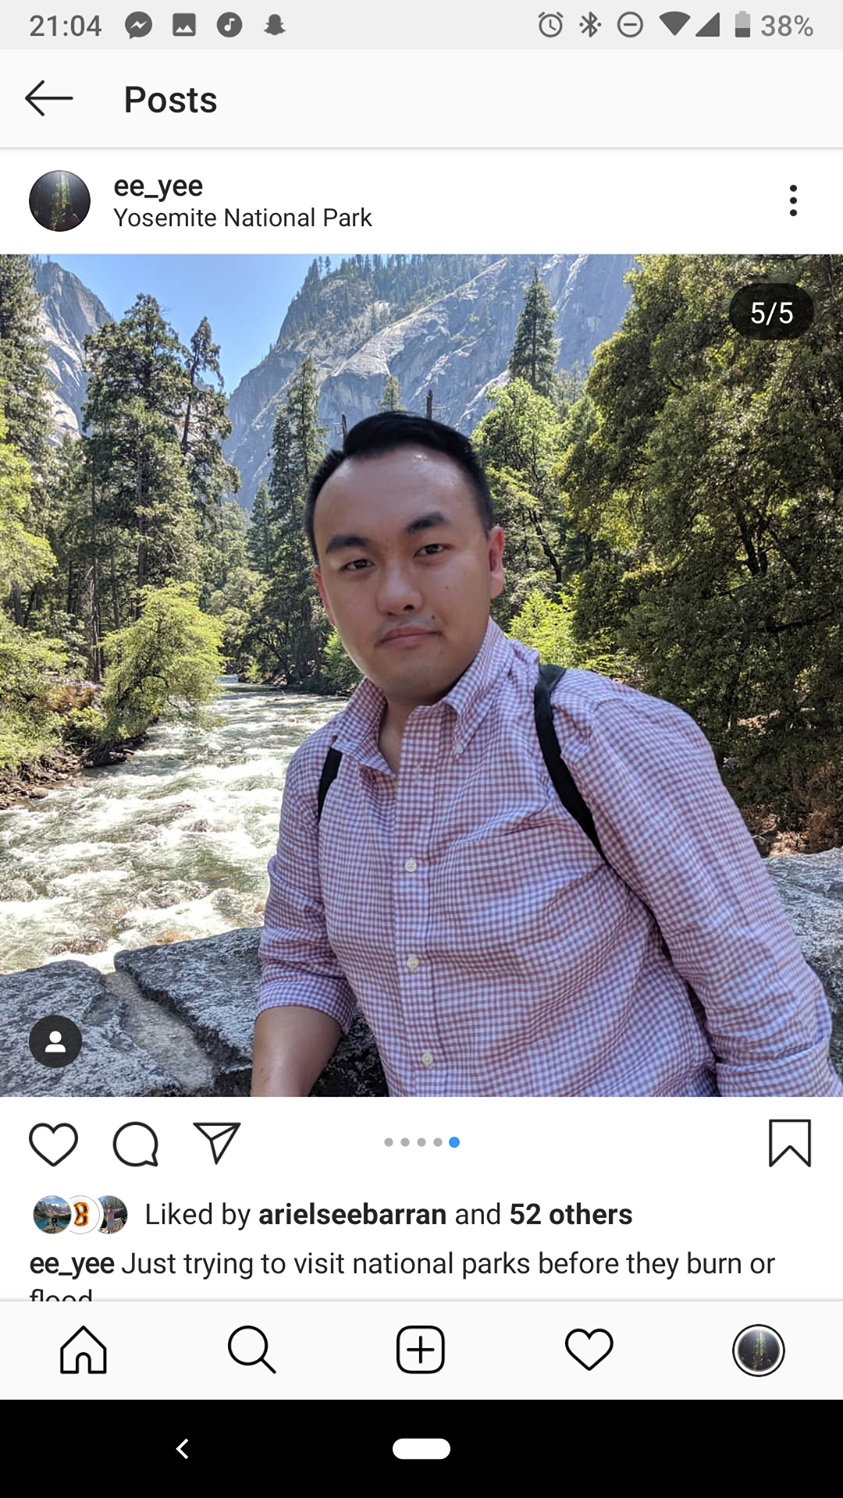 21:04 38%
Posts
ee_yee
Yosemite National Park
5/5
Liked by arielseebarran and 52 others
ee_yee Just trying to visit national parks before they burn or
flood